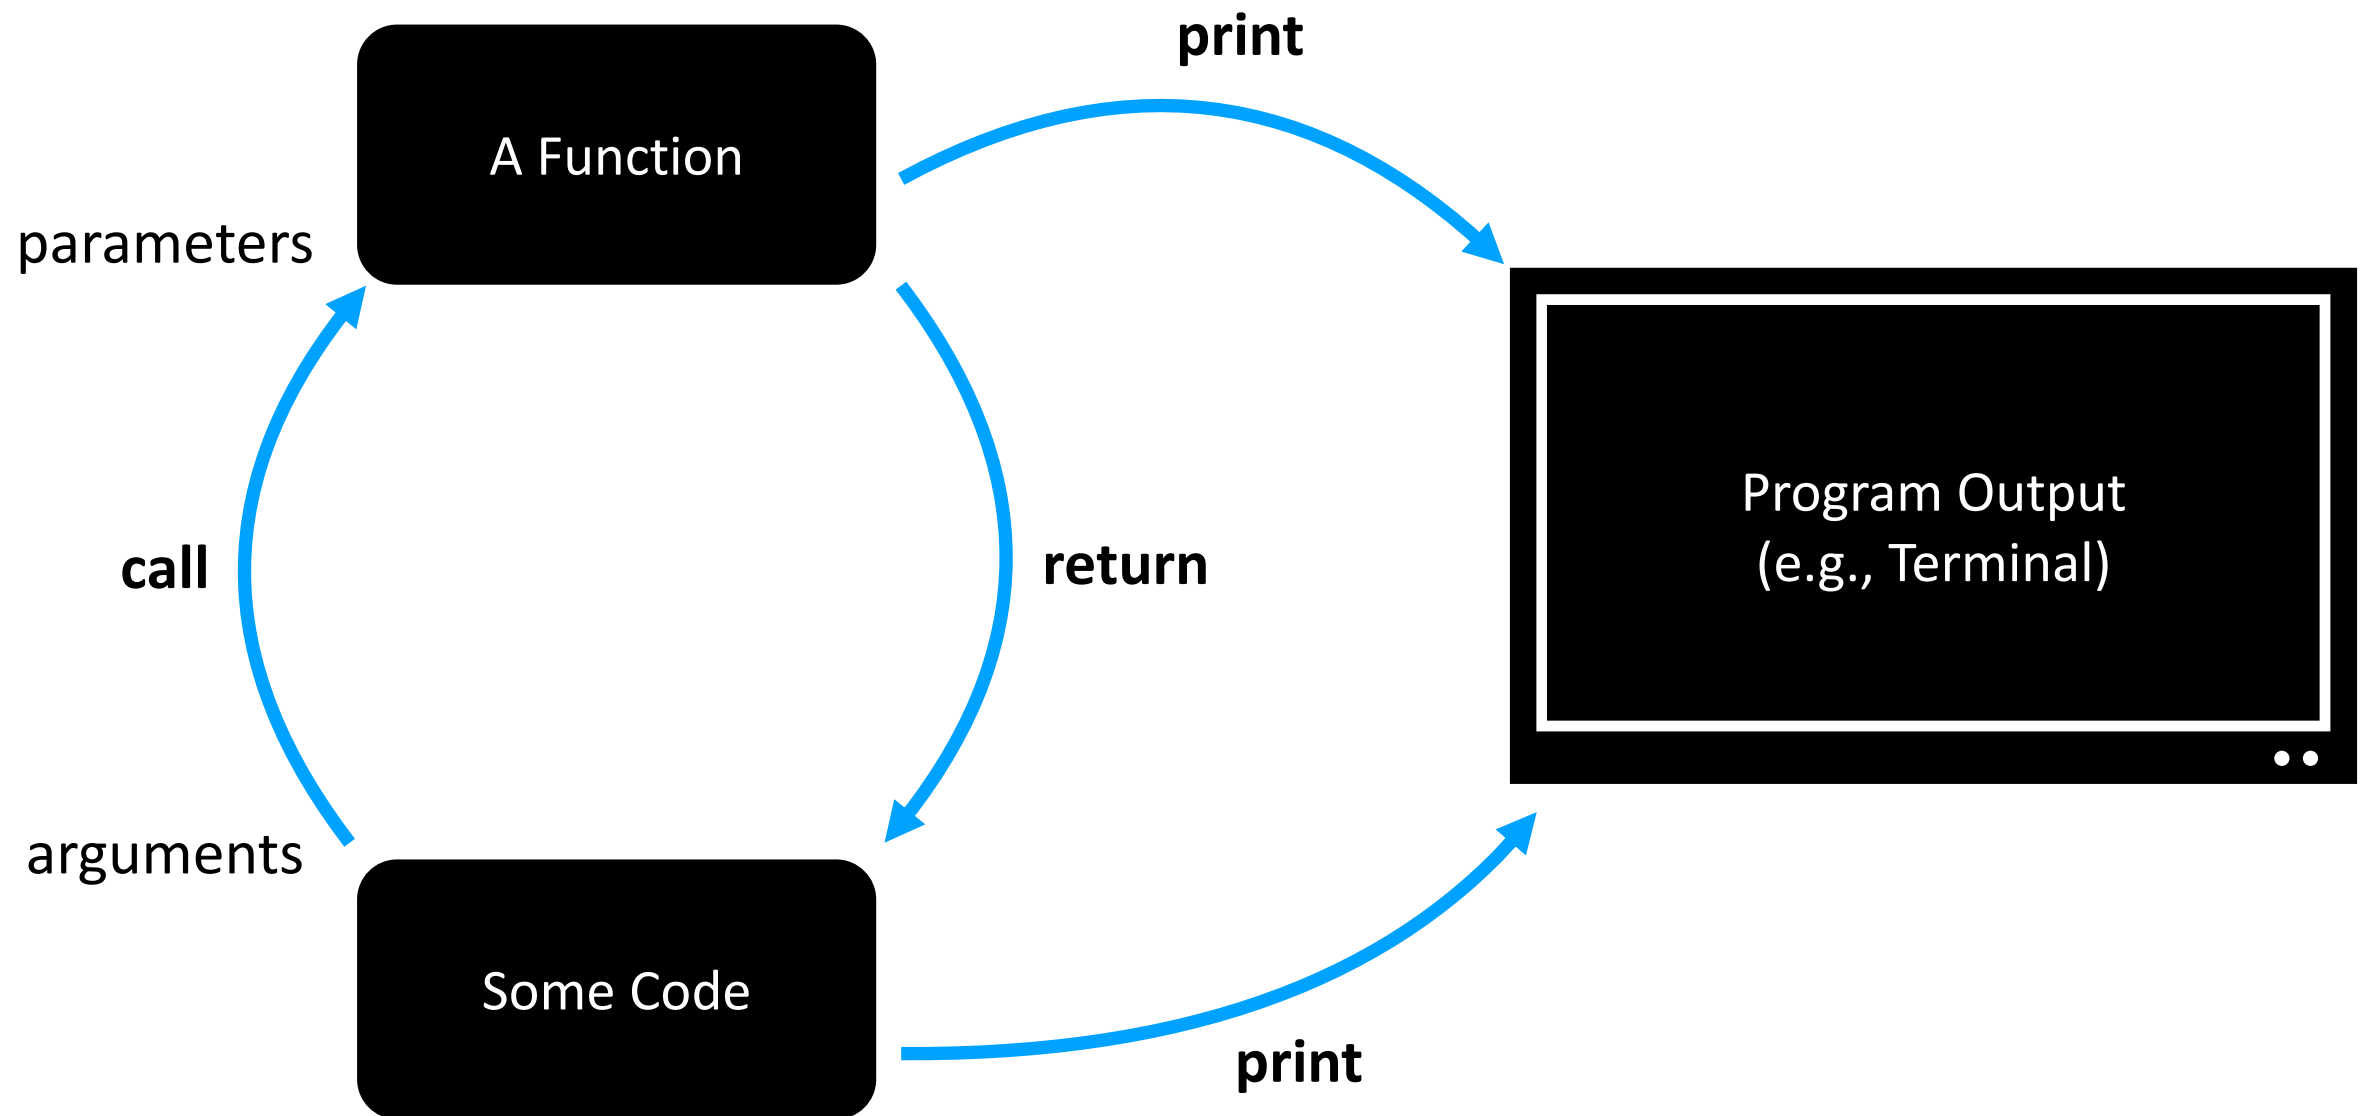 print
A Function
parameters
Program Output
(e.g., Terminal)
call
return
arguments
Some Code
print